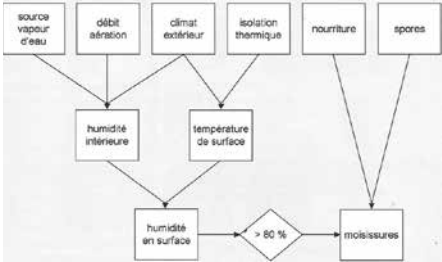 source
vapeur
d'eau
débit
aération
climat
extérieur
isolation
thermique
nourriture
spores
humidité
intérieure
température
de surface
humidité
en surface
> 80 %
moisissures